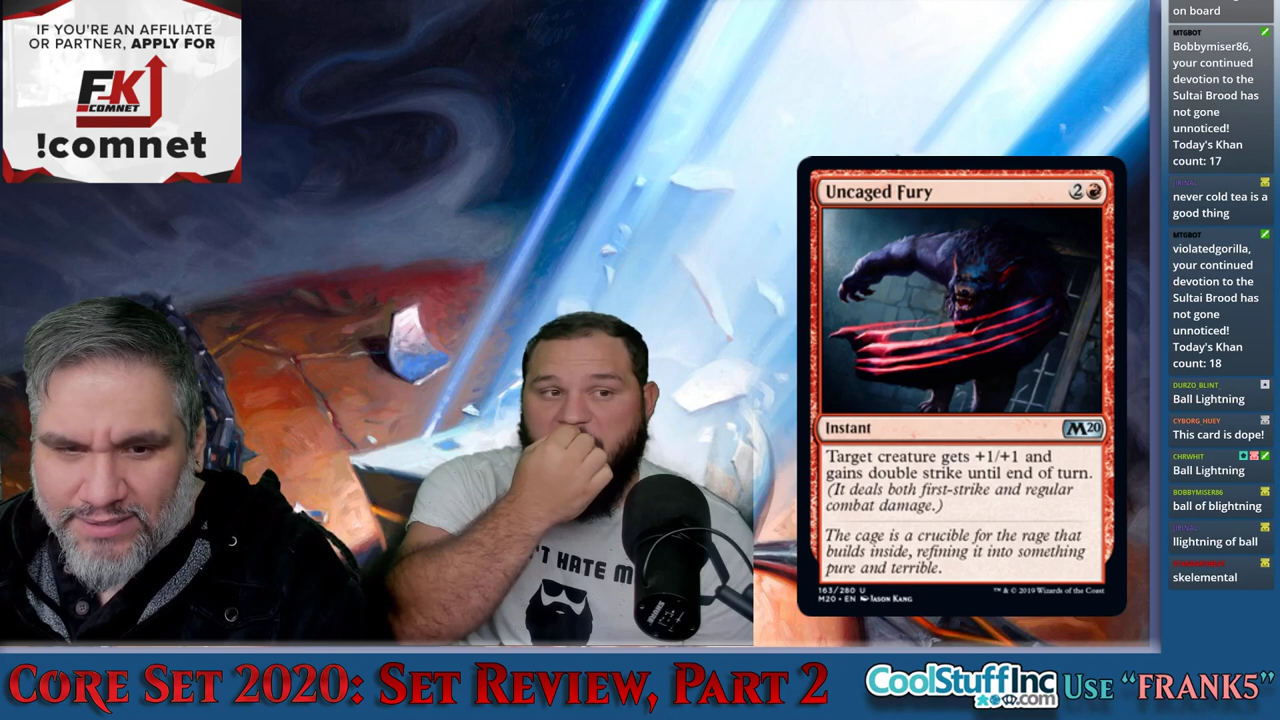 IF YOU'RE AN AFFILIATE
OR PARTNER, APPLY FOR
FK
COMNET
!comnet
Uncaged Fury 2
Instant M20
Target creature gets +1/+1 and
gains double strike until end of turn.
(It deals both first-strike and regular
combat damage.)
The cage is a crucible for the rage that
builds inside, refining it into something
pure and terrible.
163/280 U
M20 • EN JASON KANG
™ & © 2019 Wizards of the Coast
'T HATE M
on board
MTGBOT
Bobbymiser86,
your continued
devotion to the
Sultai Brood has
not gone
unnoticed!
Today's Khan
count: 17
never cold tea is a
good thing
MTGBOT
violatedgorilla,
your continued
devotion to the
Sultai Brood has
not gone
unnoticed!
Today's Khan
count: 18
DURZO_BLINT_
Ball Lightning
CYBORG_HUEY
This card is dope!
CHRWHIT
Ball Lightning
BOBBYMISER86
ball of blightning
llightning of ball
skelemental
CORE SET 2020: SET REVIEW, PART 2
COOLSTUFFINC
.com
USE "FRANK5"